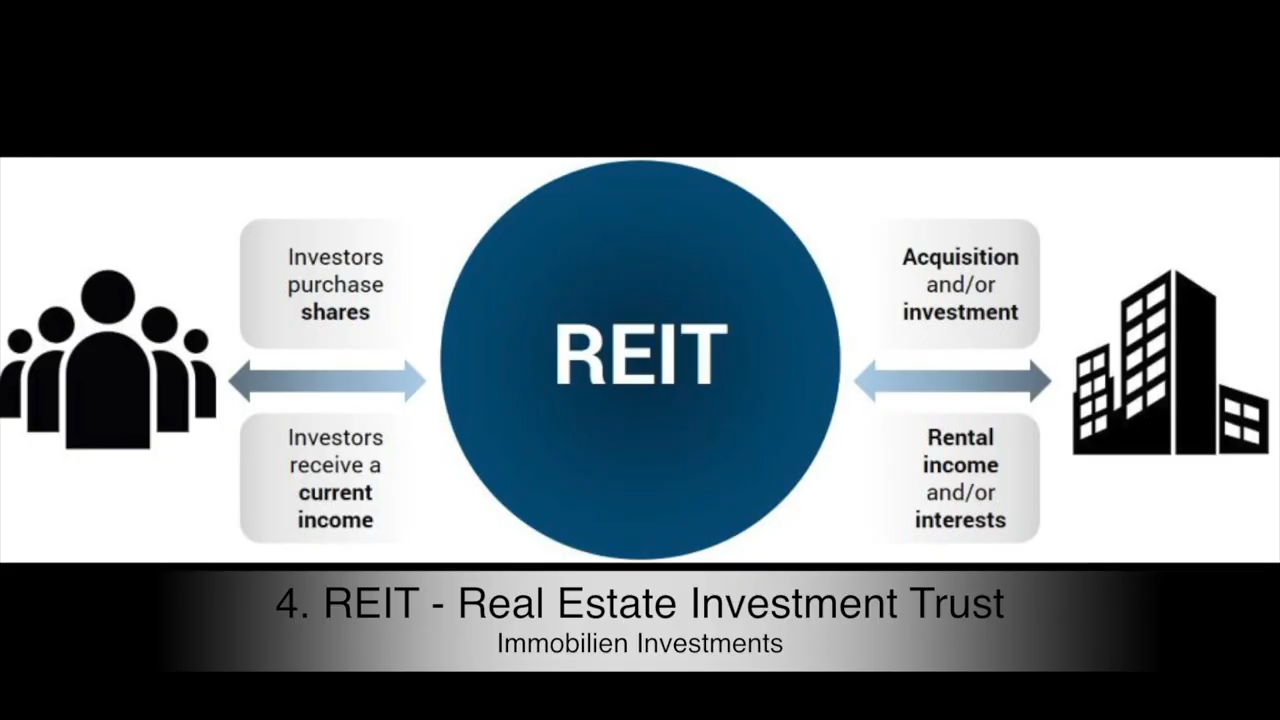 Investors
purchase
shares
Investors
receive a
current
income
REIT
Acquisition
and/or
investment
Rental
income
and/or
interests
4. REIT - Real Estate Investment Trust
Immobilien Investments